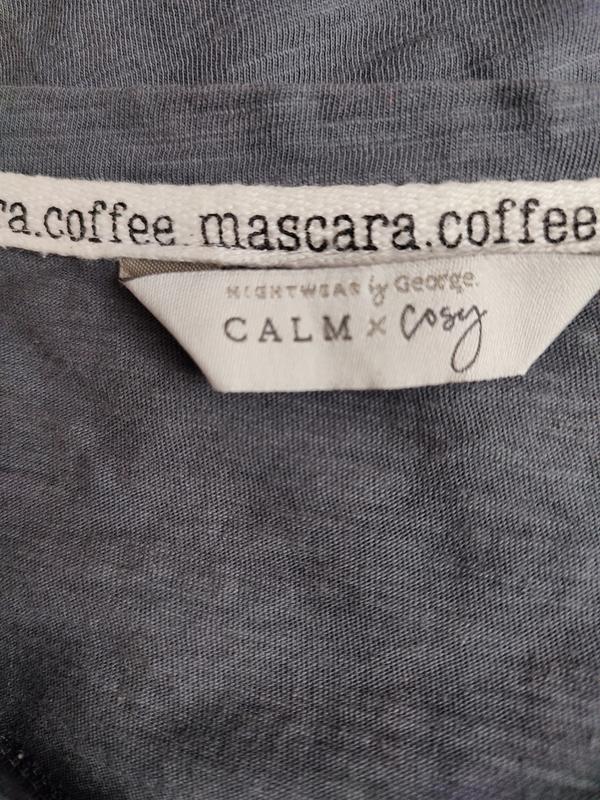 ra.coffee mascara.coffee
NIGHTWEAR by George.
CALM x Cosy